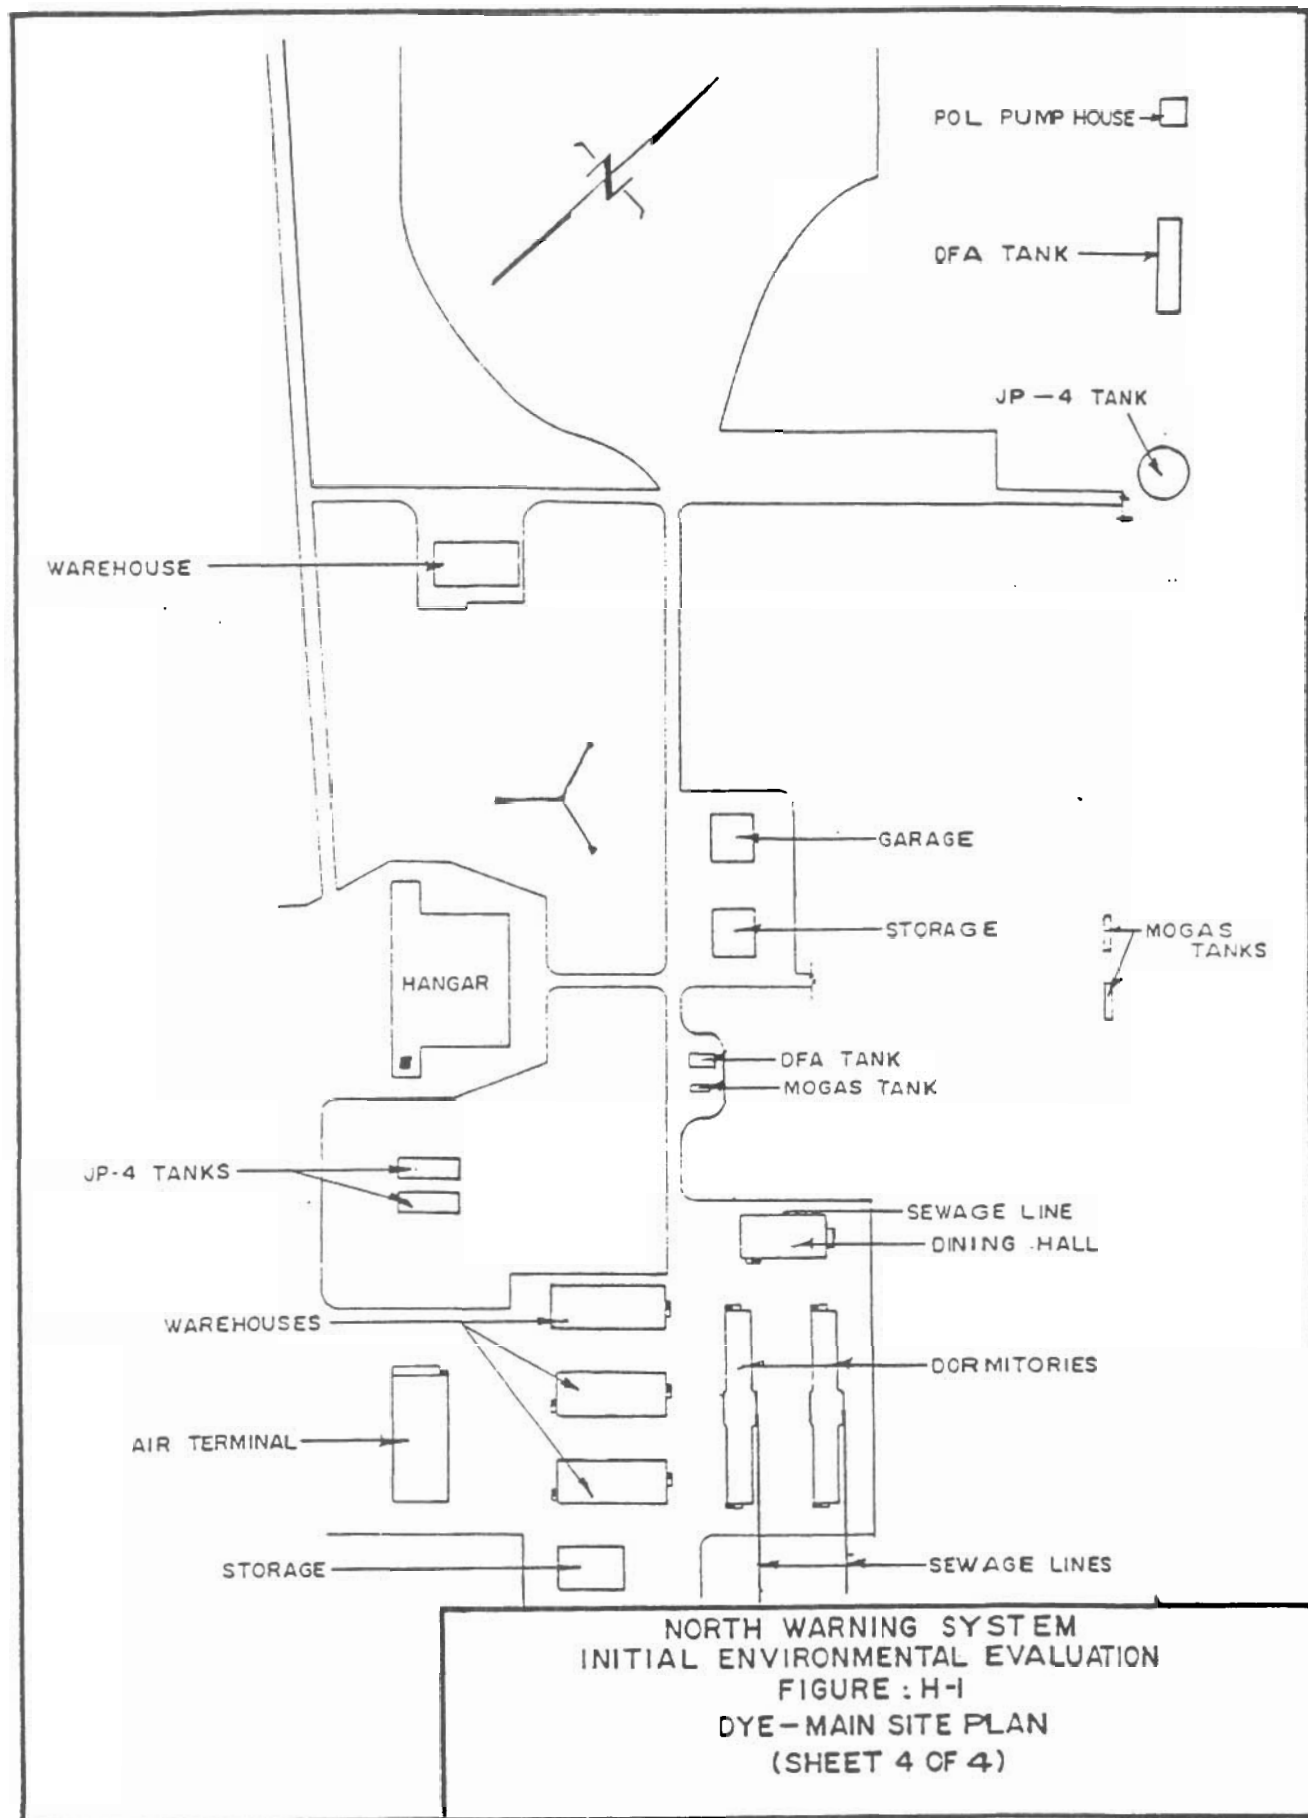 POL PUMP HOUSE
DFA TANK
JP-4 TANK
WAREHOUSE
GARAGE
STORAGE
MOGAS
TANKS
HANGAR
DFA TANK
MOGAS TANK
JP-4 TANKS
SEWAGE LINE
DINING HALL
WAREHOUSES
DORMITORIES
AIR TERMINAL
STORAGE
SEWAGE LINES
NORTH WARNING SYSTEM
INITIAL ENVIRONMENTAL EVALUATION
FIGURE : H-1
DYE-MAIN SITE PLAN
(SHEET 4 OF 4)